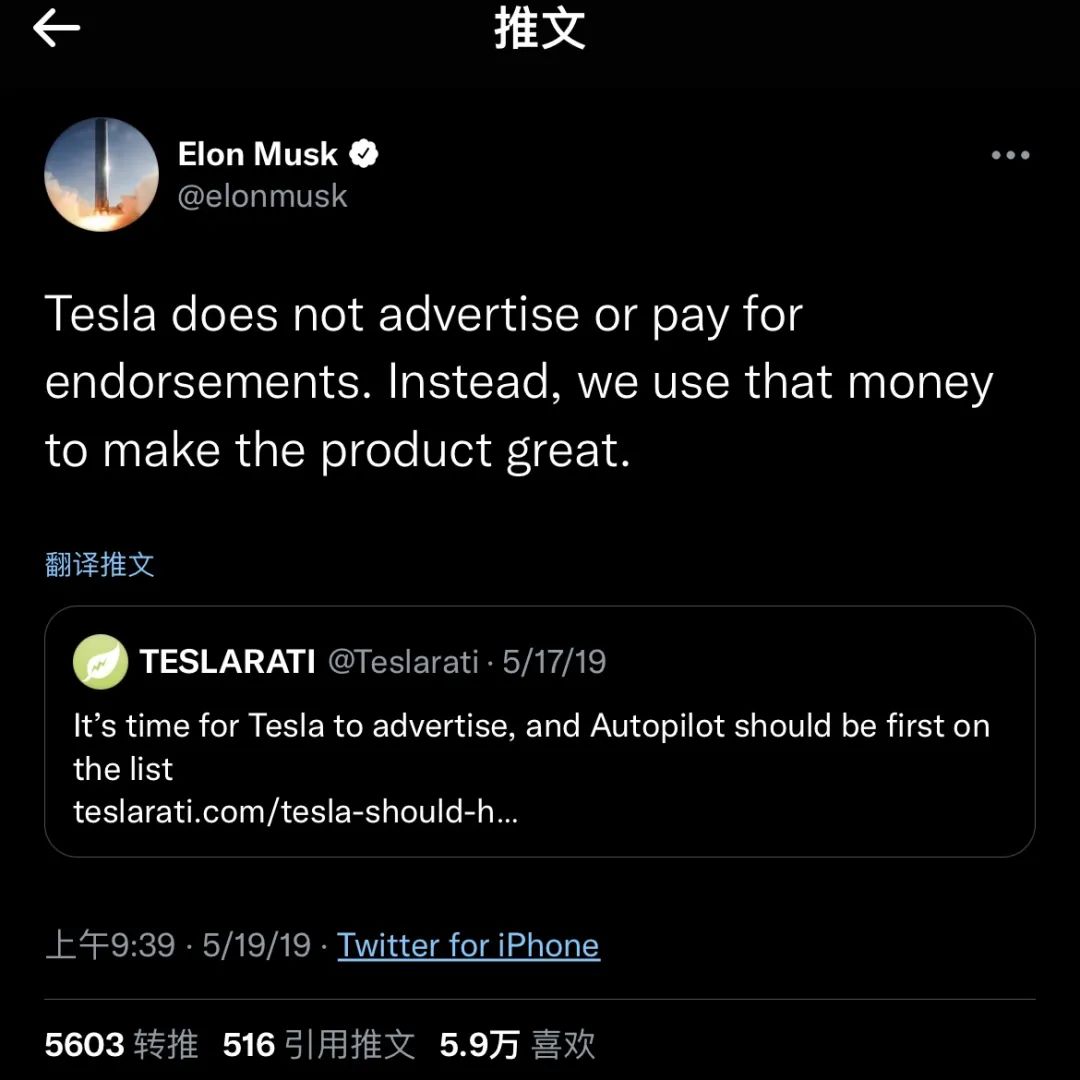 推文
Elon Musk
@elonmusk
Tesla does not advertise or pay for
endorsements. Instead, we use that money
to make the product great.
翻译推文
TESLARATI @Teslarati · 5/17/19
It’s time for Tesla to advertise, and Autopilot should be first on
the list
teslarati.com/tesla-should-h...
上午9:39 · 5/19/19 · Twitter for iPhone
5603 转推 516 引用推文 5.9万 喜欢